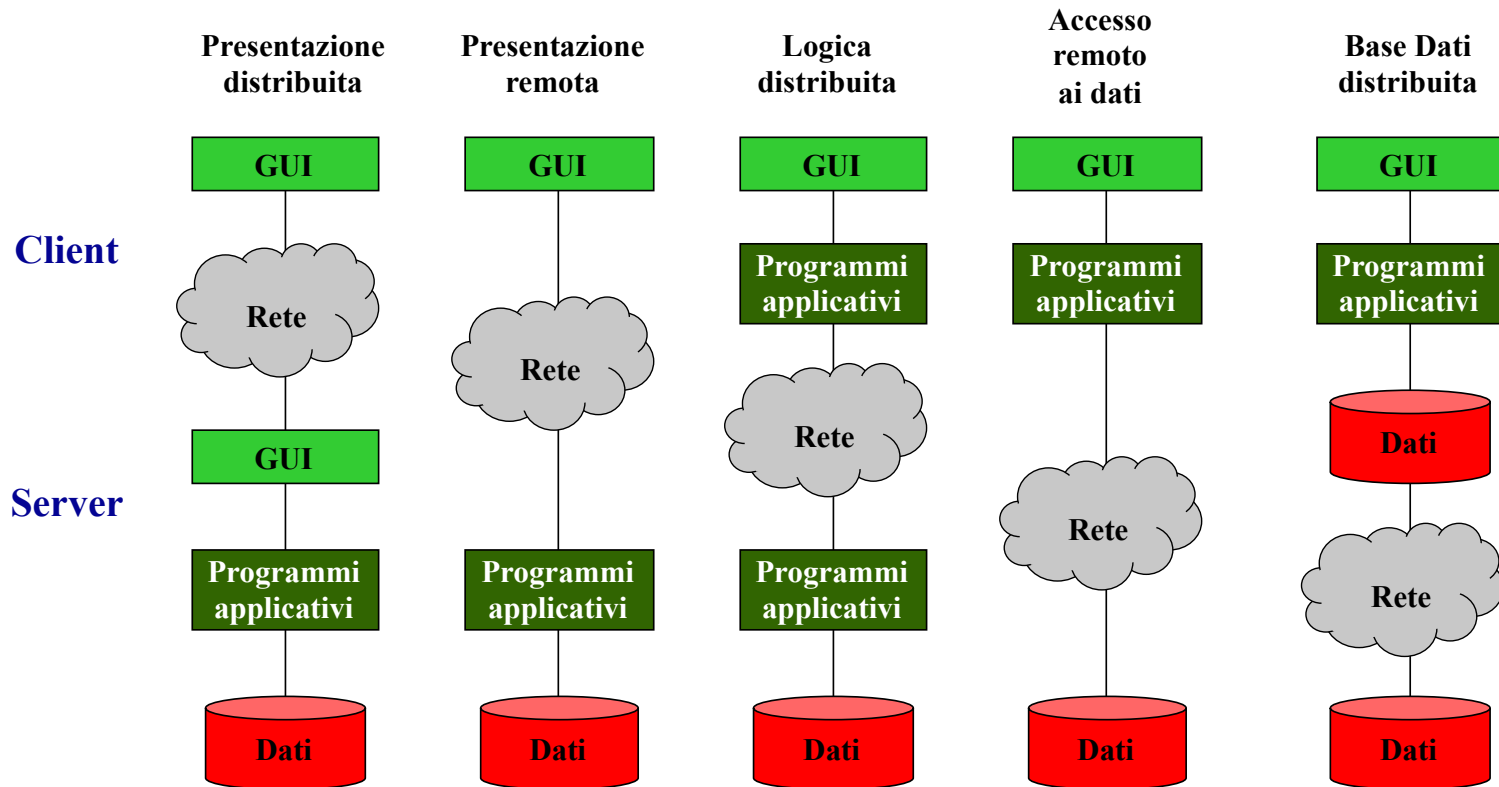 Presentazione
distribuita
Presentazione
remota
Logica
distribuita
Accesso
remoto
ai dati
Base Dati
distribuita
GUI
GUI
GUI
GUI
GUI
Client
Programmi
applicativi
Programmi
applicativi
Programmi
applicativi
Rete
Rete
Rete
Dati
GUI
Server
Rete
Rete
Programmi
applicativi
Programmi
applicativi
Programmi
applicativi
Dati
Dati
Dati
Dati
Dati